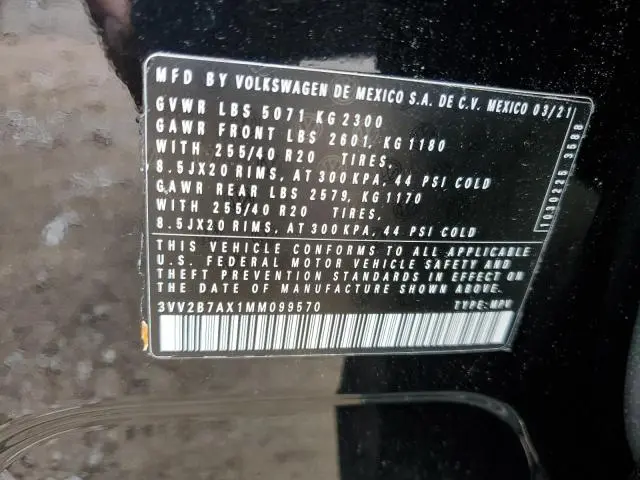 MFD BY VOLKSWAGEN DE MEXICO S.A. DE C.V. MEXICO 03/21
GVWR LBS 5071 KG 2300
GAWR FRONT LBS 2601, KG 1180
WITH 255/40 R20 TIRES,
8.5JX20 RIMS, AT 300 KPA, 44 PSI COLD
GAWR REAR LBS 2579, KG 1170
WITH 255/40 R20 TIRES,
8.5JX20 RIMS, AT 300 KPA, 44 PSI COLD
THIS VEHICLE CONFORMS TO ALL APPLICABLE
U.S. FEDERAL MOTOR VEHICLE SAFETY AND
THEFT PREVENTION STANDARDS IN EFFECT ON
THE DATE OF MANUFACTURE SHOWN ABOVE.
3VV2B7AX1MM099570 TYPE: MPV
1030225 3588